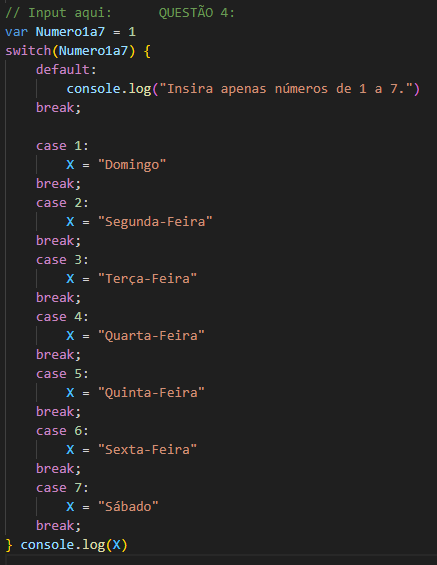 // Input aqui:      QUESTÃO 4:
var Numero1a7 = 1
switch(Numero1a7) {
    default:
        console.log("Insira apenas números de 1 a 7.")
    break;

    case 1:
        X = "Domingo"
    break;
    case 2:
        X = "Segunda-Feira"
    break;
    case 3:
        X = "Terça-Feira"
    break;
    case 4:
        X = "Quarta-Feira"
    break;
    case 5:
        X = "Quinta-Feira"
    break;
    case 6:
        X = "Sexta-Feira"
    break;
    case 7:
        X = "Sábado"
    break;
} console.log(X)